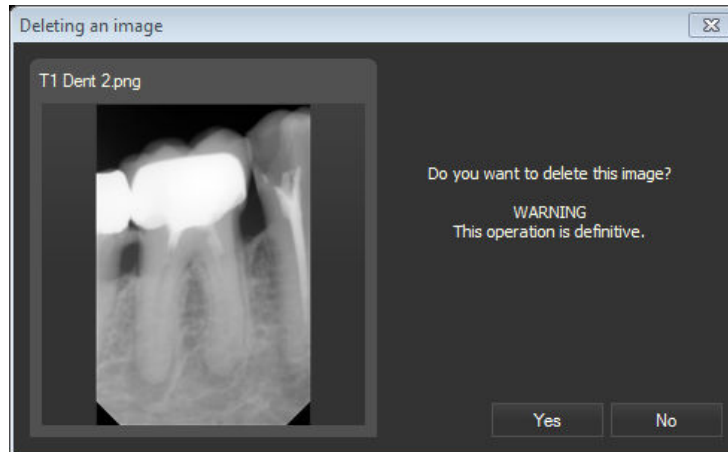 Deleting an image
T1 Dent 2.png
Do you want to delete this image?
WARNING
This operation is definitive.
Yes
No